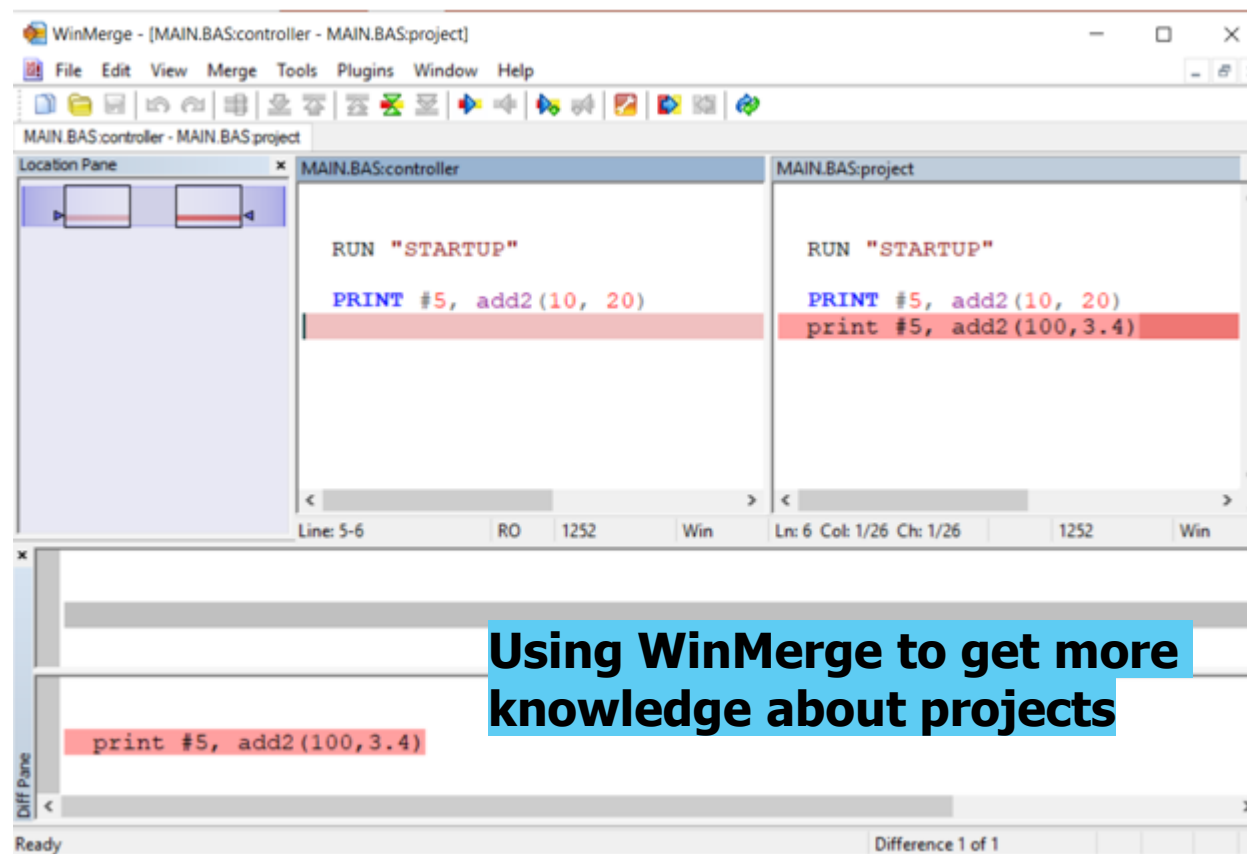 WinMerge - [MAIN.BAS:controller - MAIN.BAS:project]
File Edit View Merge Tools Plugins Window Help
MAIN.BAS:controller - MAIN.BAS:project
Location Pane
MAIN.BAS:controller
MAIN.BAS:project
RUN "STARTUP"
PRINT #5, add2(10, 20)
RUN "STARTUP"
PRINT #5, add2(10, 20)
print #5, add2(100,3.4)
Line: 5-6 RO 1252 Win
Ln: 6 Col: 1/26 Ch: 1/26 1252 Win
Using WinMerge to get more
knowledge about projects
print #5, add2(100,3.4)
Diff Pane
Ready Difference 1 of 1